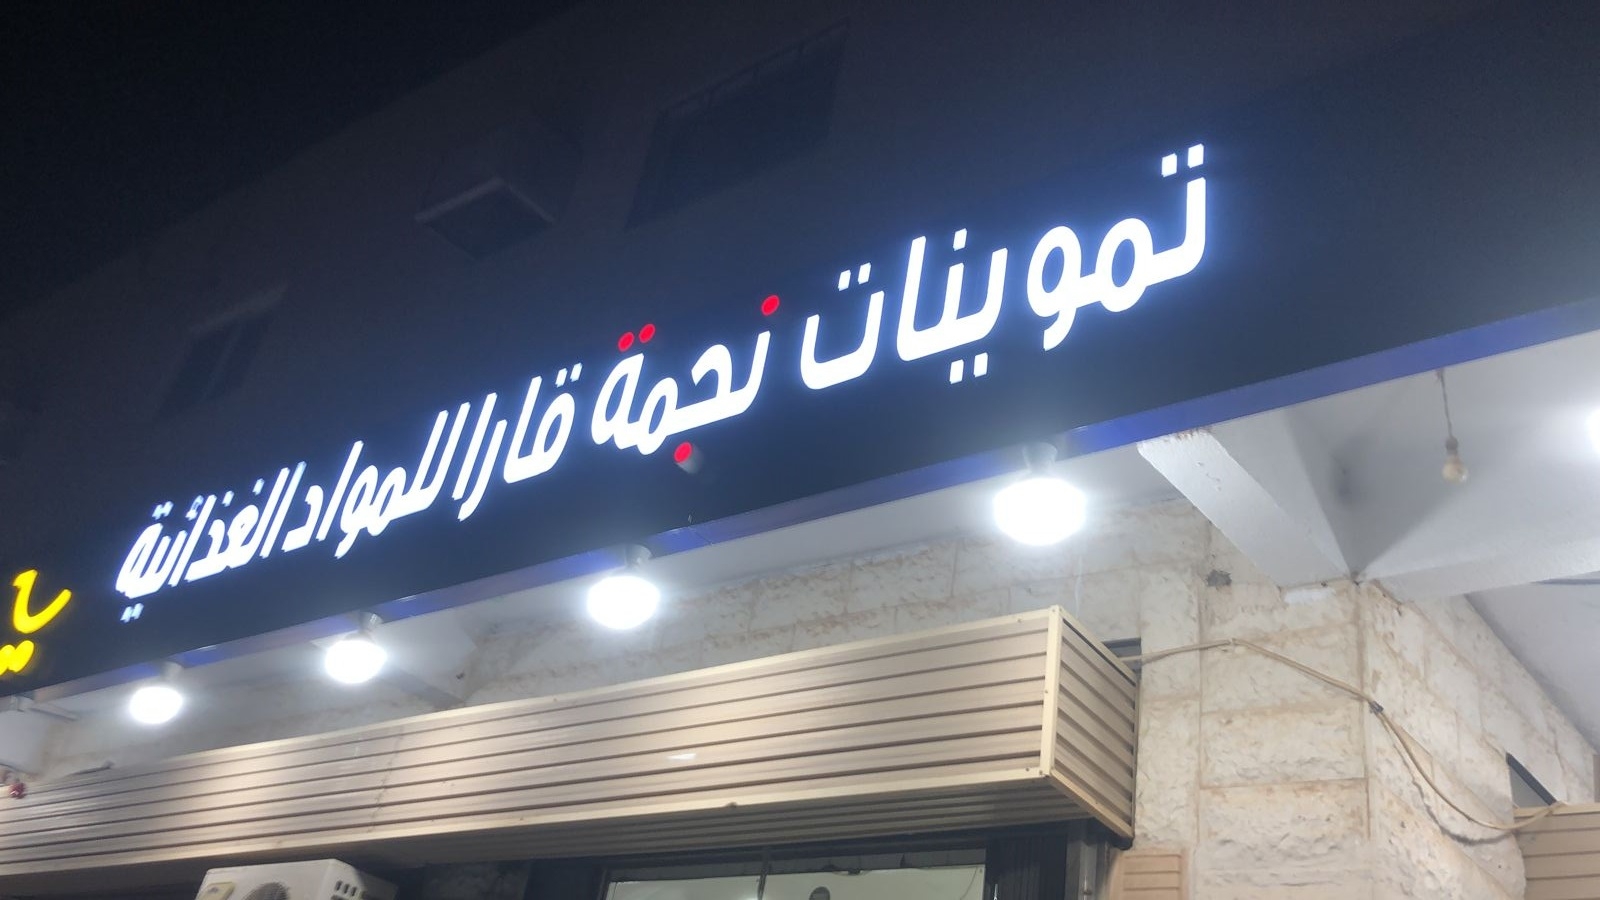 تموينات نجمة قارا للمواد الغذائية